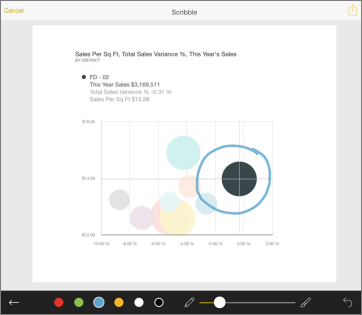 Cancel
Scribble
Sales Per Sq Ft, Total Sales Variance %, This Year's Sales
BY DISTRICT
FD - 02
This Year Sales $3,169,511
Total Sales Variance % -0.31 %
Sales Per Sq Ft $13.98
$16.00
$14.00
$12.00
-10.00 % -8.00 % -6.00 % -4.00 % -2.00 % 0.00 % 2.00 %